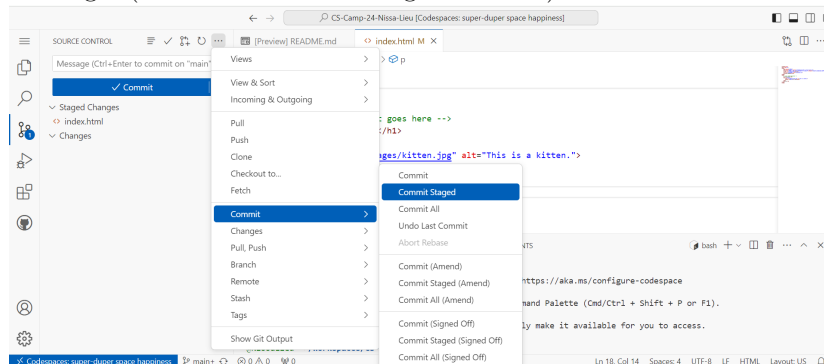 CS-Camp-24-Nissa-Lieu [Codespaces: super-duper space happiness]
SOURCE CONTROL
[Preview] README.md
index.html M
Message (Ctrl+Enter to commit on "main"
Commit
Staged Changes
index.html
Changes
1
Views
View & Sort
Incoming & Outgoing
Pull
Push
Clone
Checkout to...
Fetch
Commit
Changes
Pull, Push
Branch
Remote
Stash
Tags
Show Git Output
> p
goes here -->
/h1>
ages/kitten.jpg" alt="This is a kitten.">
Commit
Commit Staged
Commit All
Undo Last Commit
Abort Rebase
Commit (Amend)
Commit Staged (Amend)
Commit All (Amend)
Commit (Signed Off)
Commit Staged (Signed Off)
Commit All (Signed Off)
NTS
bash
https://aka.ms/configure-codespace
mand Palette (Cmd/Ctrl + Shift + P or F1).
ly make it available for you to access.
Codespaces: super-duper space happiness
main+
0
0
0
Ln 18, Col 14
Spaces: 4
UTF-8
LF
HTML
Layout: US